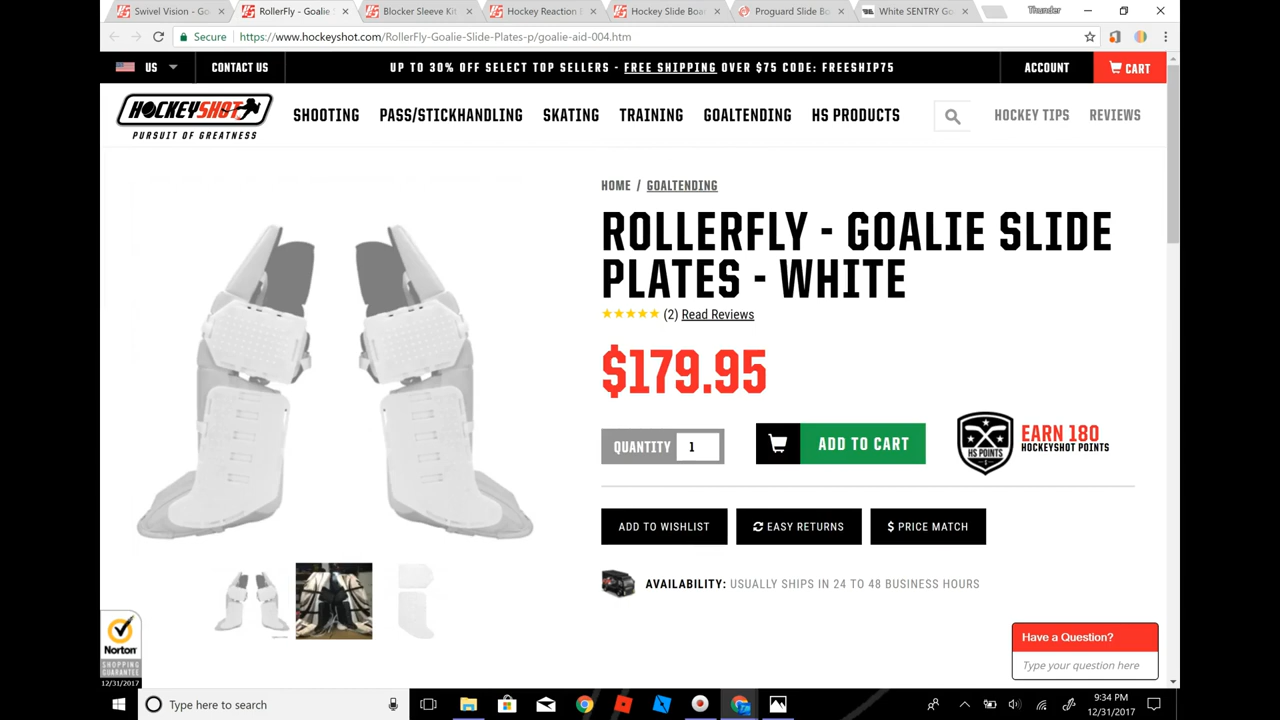 Swivel Vision - Go
RollerFly - Goalie S
Blocker Sleeve Kit
Hockey Reaction B
Hockey Slide Boa
Proguard Slide Bo
White SENTRY Go
Thunder
Secure https://www.hockeyshot.com/RollerFly-Goalie-Slide-Plates-p/goalie-aid-004.htm
US
CONTACT US
UP TO 30% OFF SELECT TOP SELLERS - FREE SHIPPING OVER $75 CODE: FREESHIP75
ACCOUNT
CART
HOCKEYSHOT
PURSUIT OF GREATNESS
SHOOTING PASS/STICKHANDLING SKATING TRAINING GOALTENDING HS PRODUCTS
HOCKEY TIPS REVIEWS
HOME / GOALTENDING
ROLLERFLY - GOALIE SLIDE
PLATES - WHITE
(2) Read Reviews
$179.95
QUANTITY 1
ADD TO CART
HS POINTS
EARN 180
HOCKEYSHOT POINTS
ADD TO WISHLIST
EASY RETURNS
$ PRICE MATCH
AVAILABILITY: USUALLY SHIPS IN 24 TO 48 BUSINESS HOURS
Norton
SHOPPING
GUARANTEE
12/31/2017
Have a Question?
Type your question here
Type here to search
9:34 PM
12/31/2017